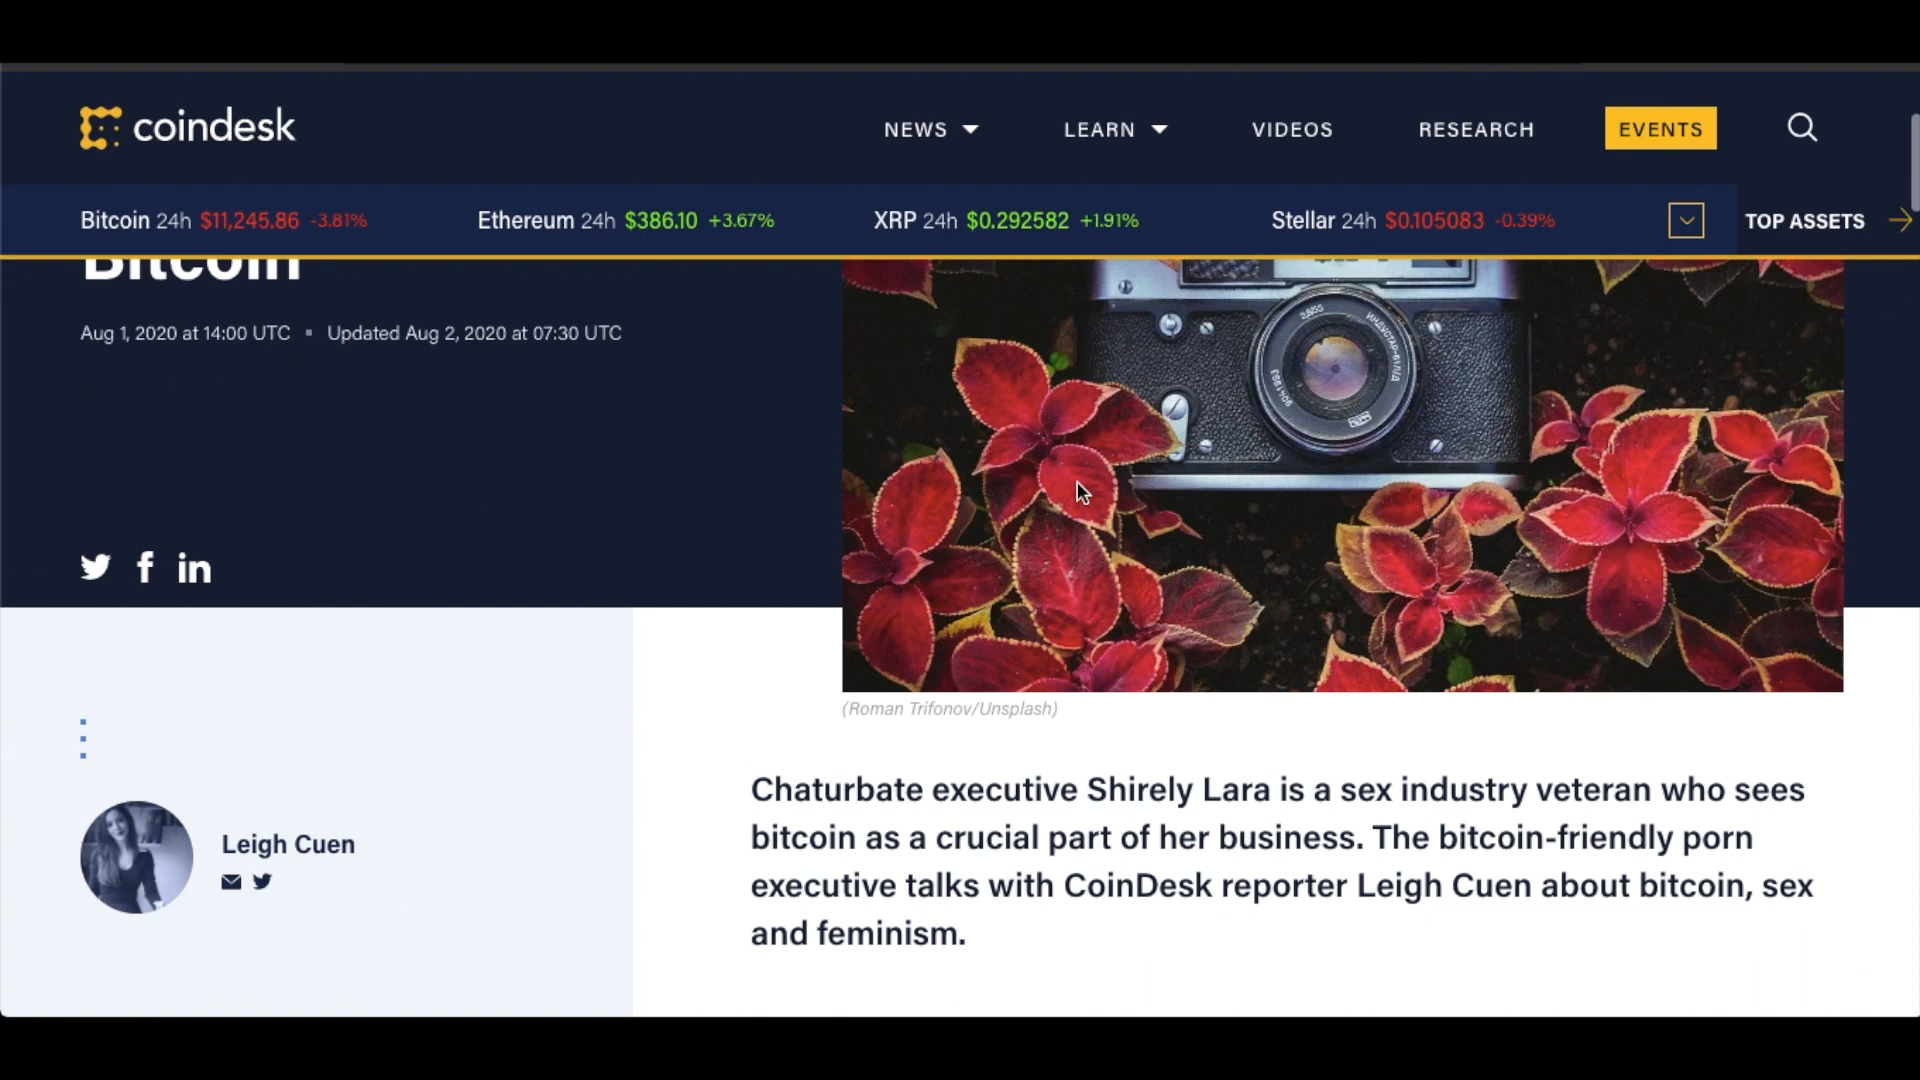 coindesk
NEWS LEARN VIDEOS RESEARCH EVENTS
Bitcoin 24h $11,245.86 -3.81% Ethereum 24h $386.10 +3.67% XRP 24h $0.292582 +1.91% Stellar 24h $0.105083 -0.39% TOP ASSETS
Bitcoin
Aug 1, 2020 at 14:00 UTC ▪ Updated Aug 2, 2020 at 07:30 UTC
(Roman Trifonov/Unsplash)
Leigh Cuen
Chaturbate executive Shirely Lara is a sex industry veteran who sees
bitcoin as a crucial part of her business. The bitcoin-friendly porn
executive talks with CoinDesk reporter Leigh Cuen about bitcoin, sex
and feminism.